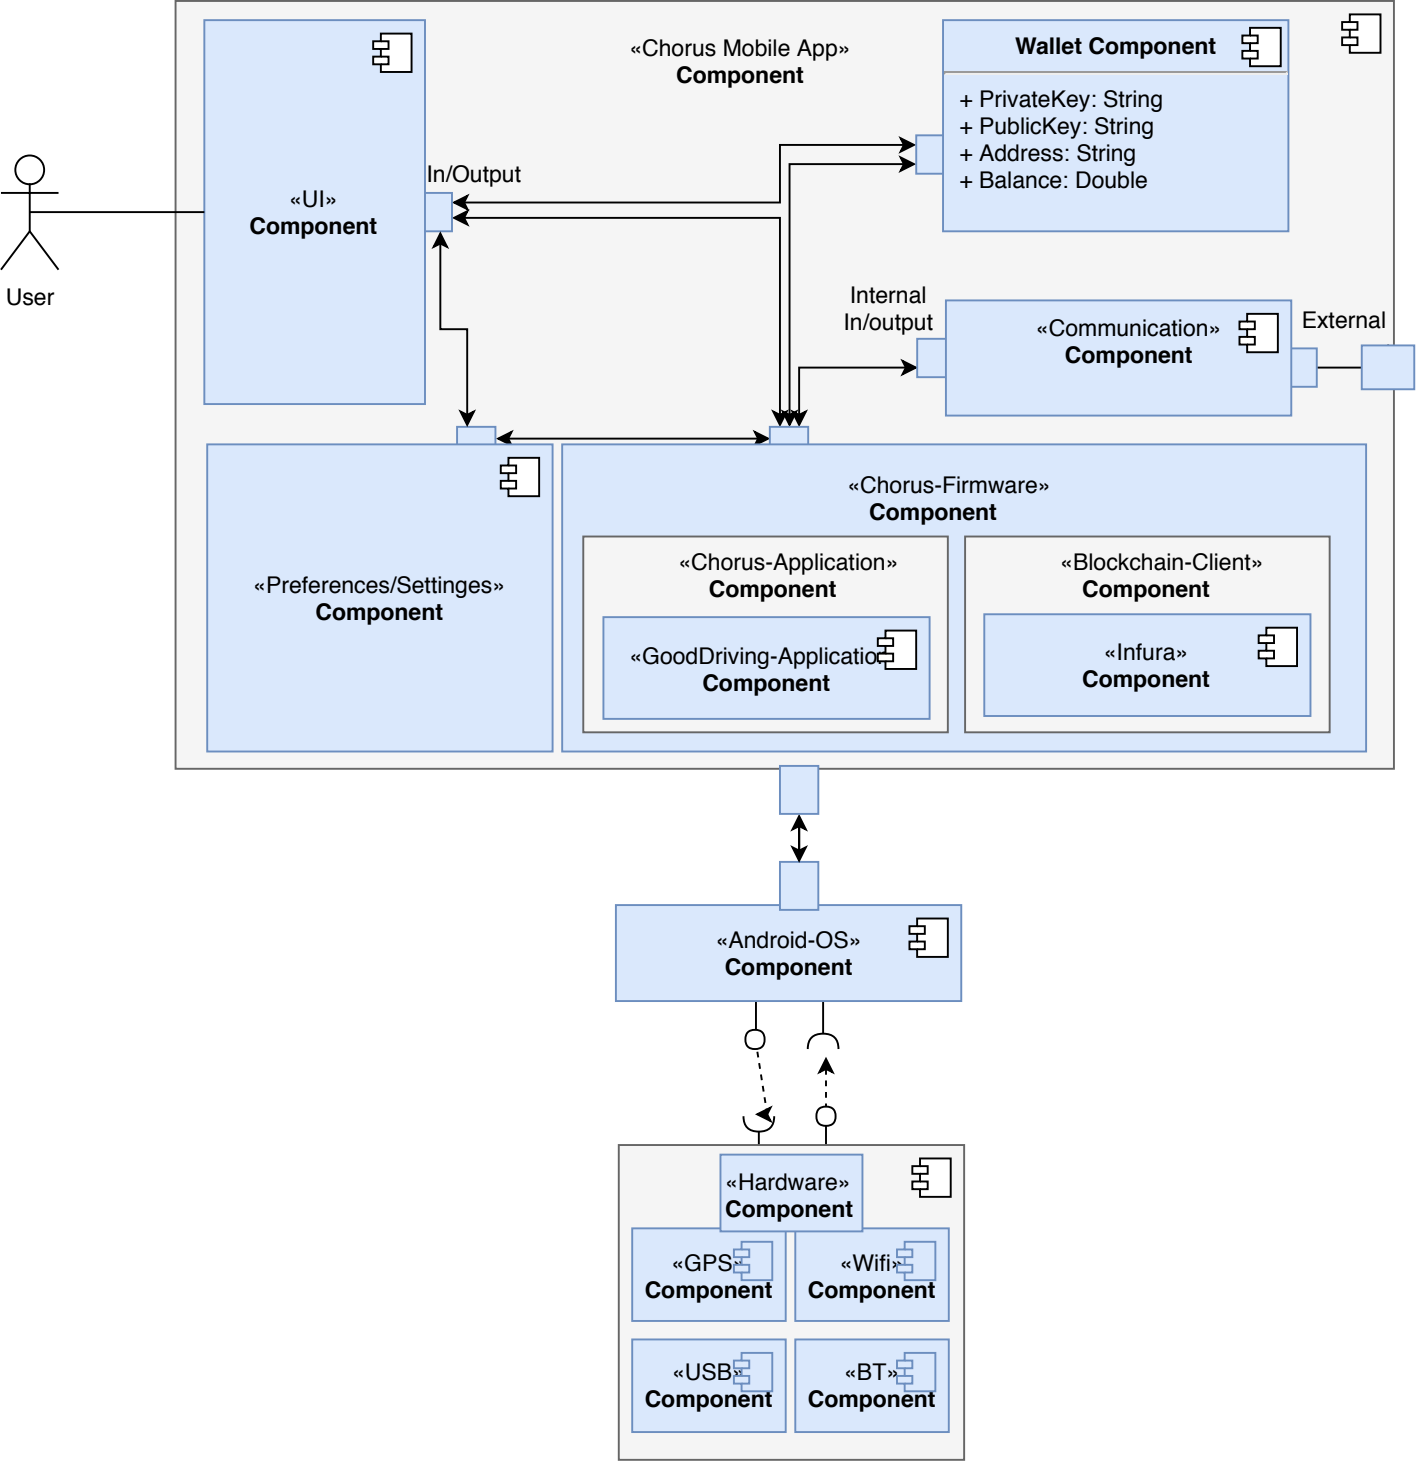 «Chorus Mobile App»
Component
Wallet Component
+ PrivateKey: String
+ PublicKey: String
+ Address: String
+ Balance: Double
In/Output
«UI»
Component
User
Internal
In/output
«Communication»
Component
External
«Preferences/Settinges»
Component
«Chorus-Firmware»
Component
«Chorus-Application»
Component
«GoodDriving-Application
Component
«Blockchain-Client»
Component
«Infura»
Component
«Android-OS»
Component
«Hardware»
Component
«GPS»
Component
«Wifi»
Component
«USB»
Component
«BT»
Component